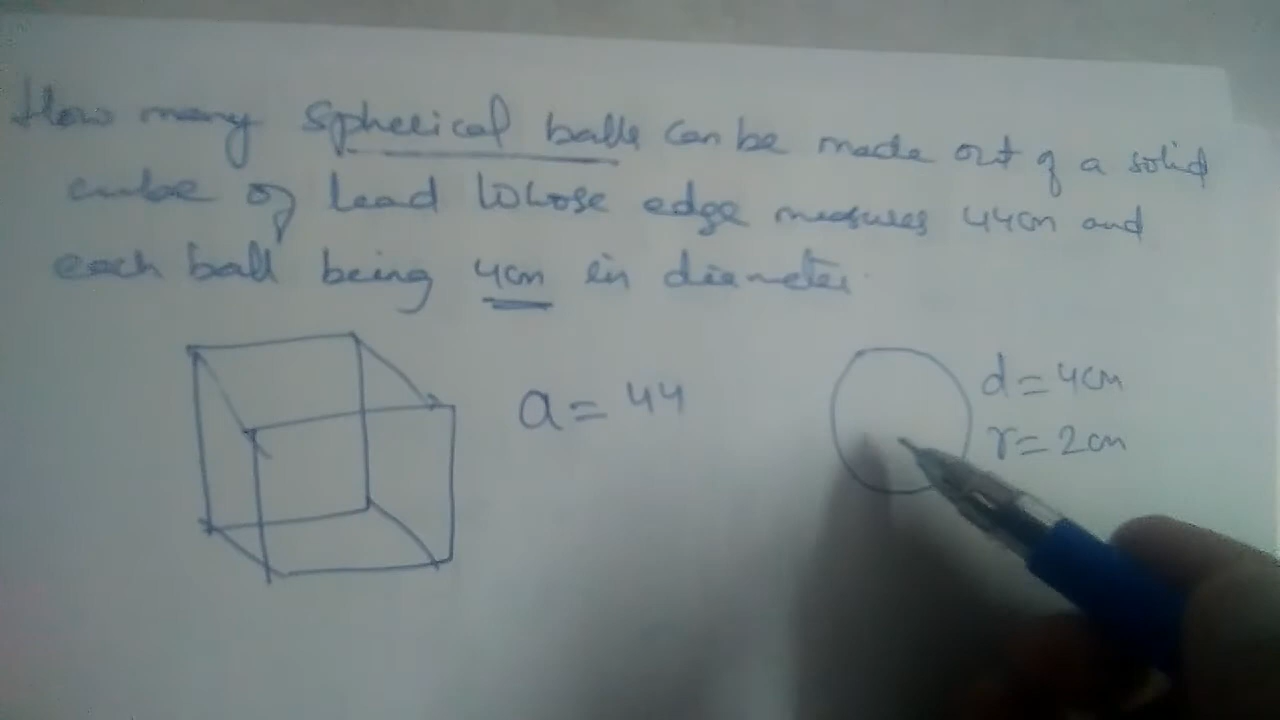 How many Spherical balls can be made out of a solid
cube of lead whose edge measures 44cm and
each ball being 4cm in diameter.
a = 44
d = 4cm
r = 2cm